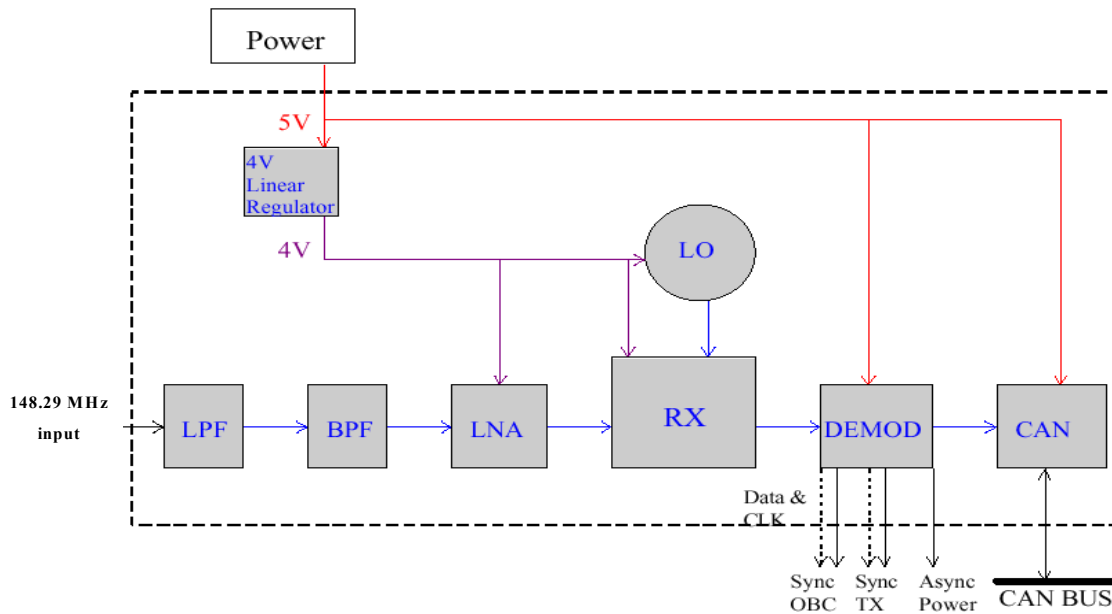 Power
5V
4V
Linear
Regulator
4V
LO
148.29 MHz
input
LPF
BPF
LNA
RX
DEMOD
CAN
Data &
CLK
Sync
OBC
Sync
TX
Async
Power
CAN BUS